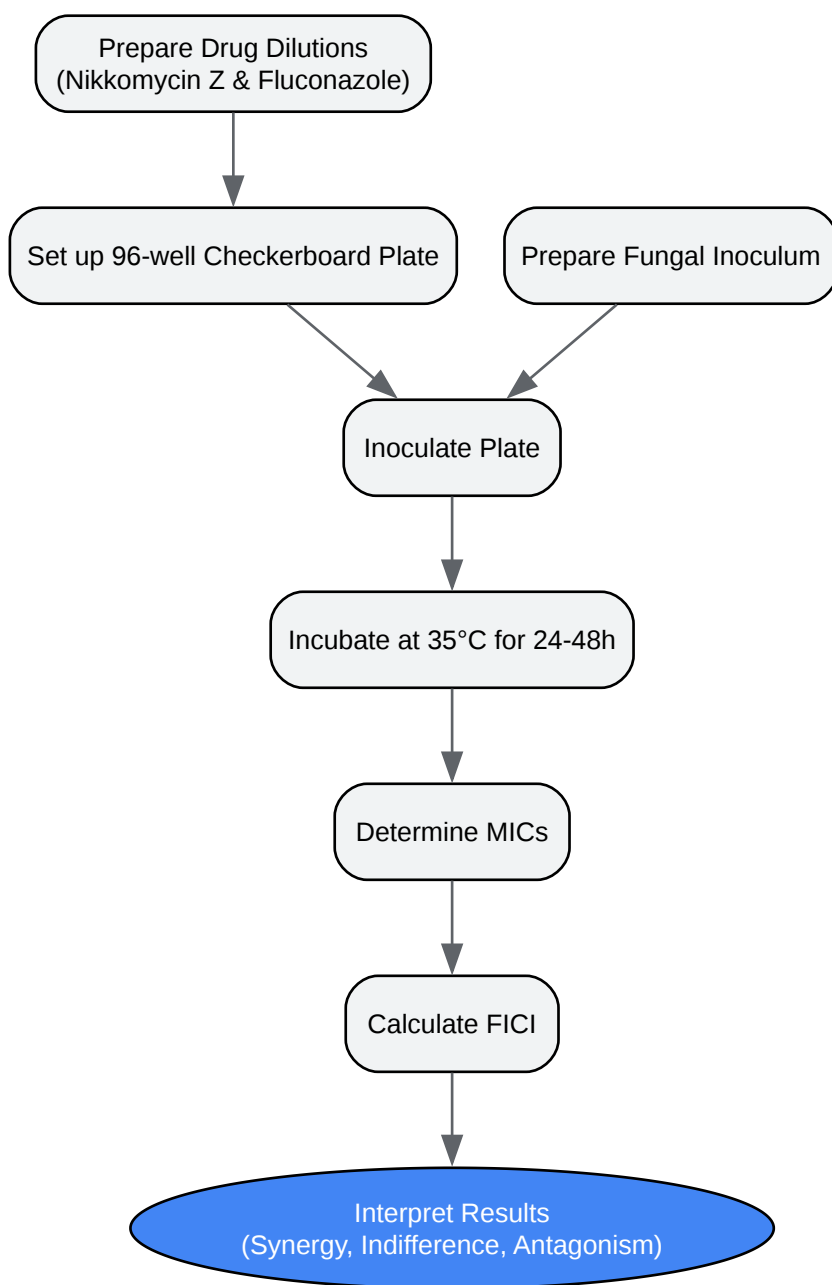 Prepare Drug Dilutions
(Nikkomycin Z & Fluconazole)
Set up 96-well Checkerboard Plate
Prepare Fungal Inoculum
Inoculate Plate
Incubate at 35°C for 24-48h
Determine MICs
Calculate FICI
Interpret Results
(Synergy, Indifference, Antagonism)